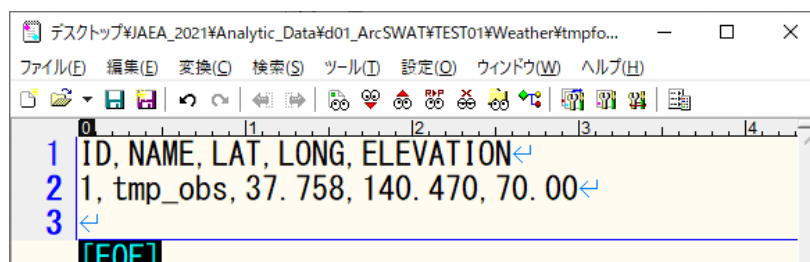 デスクトップ¥JAEA_2021¥Analytic_Data¥d01_ArcSWAT¥TEST01¥Weather¥tmpfo...
ファイル(F) 編集(E) 変換(C) 検索(S) ツール(T) 設定(O) ウィンドウ(W) ヘルプ(H)
0 1 2 3 4
1 ID,NAME,LAT,LONG,ELEVATION
2 1,tmp_obs,37.758,140.470,70.00
3
[EOF]